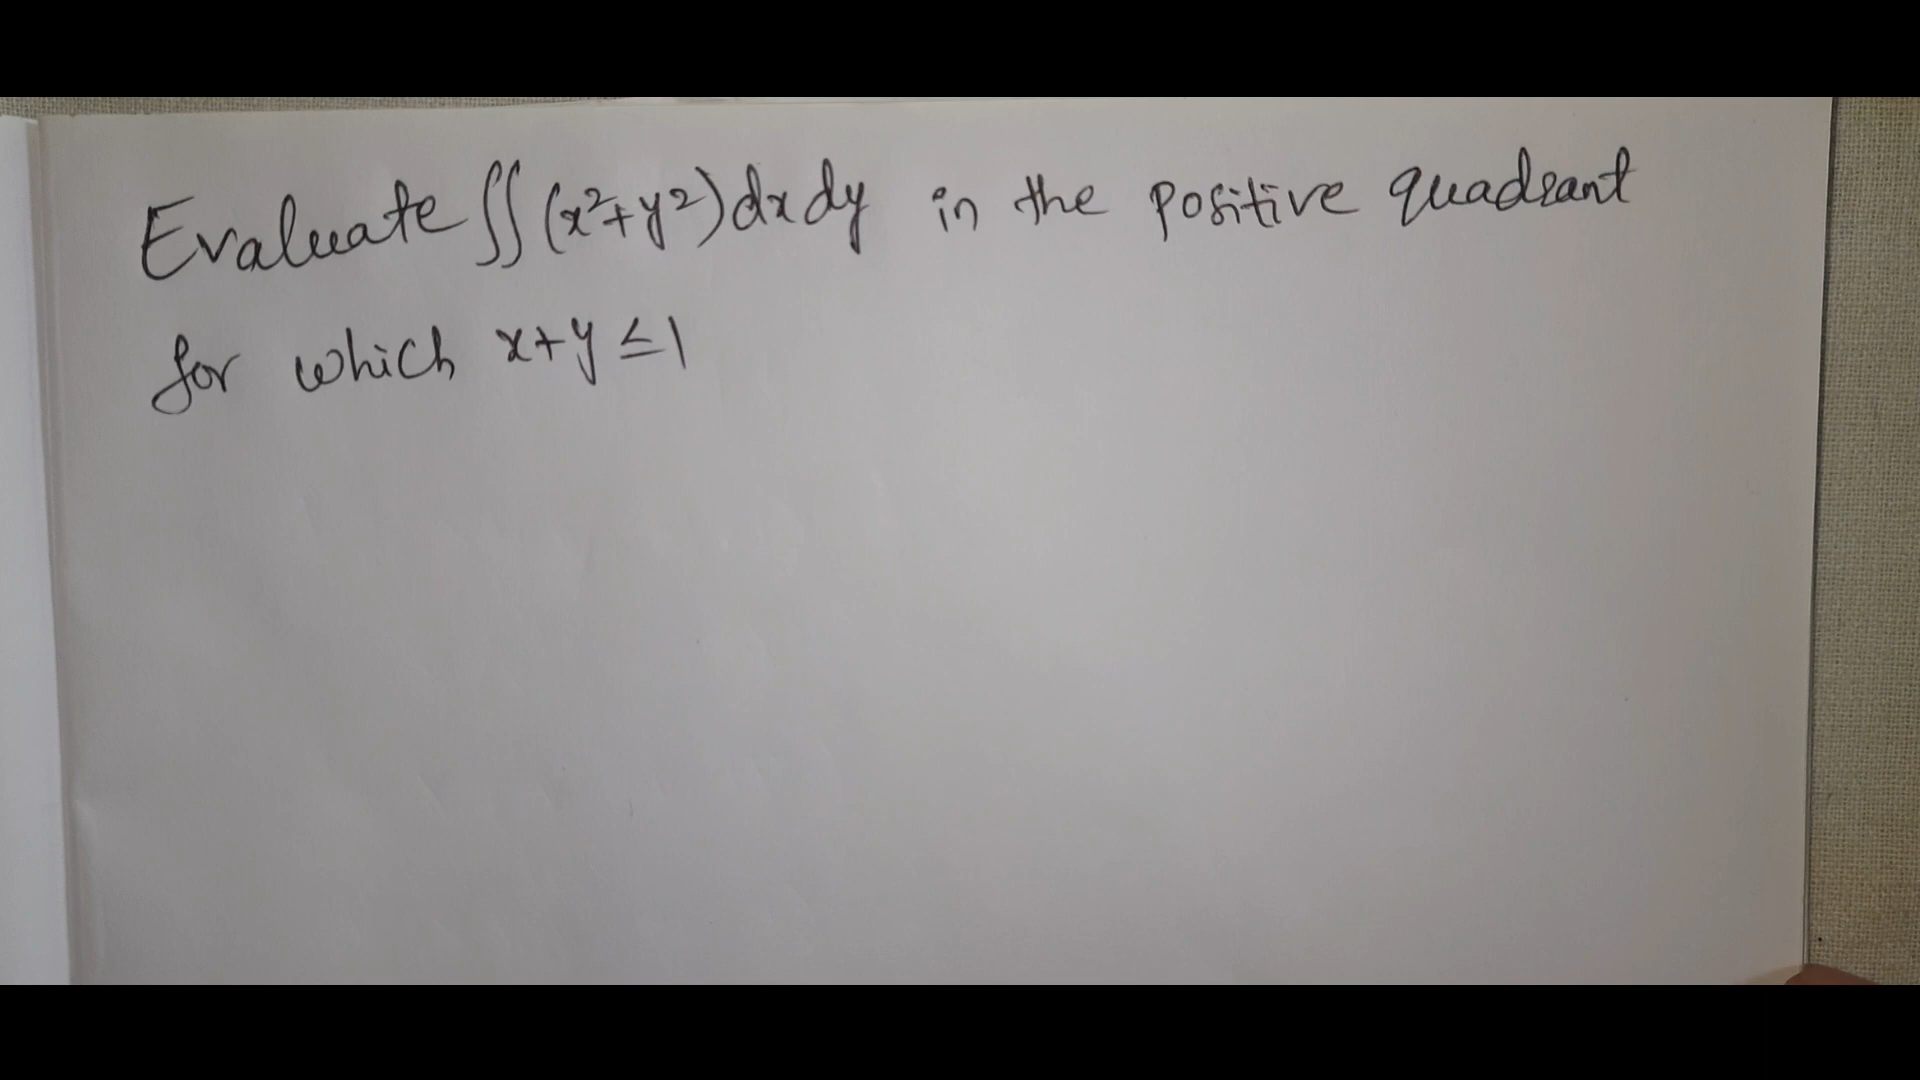 Evaluate ∬(x²+y²)dxdy in the positive quadrant
for which x+y ≤ 1